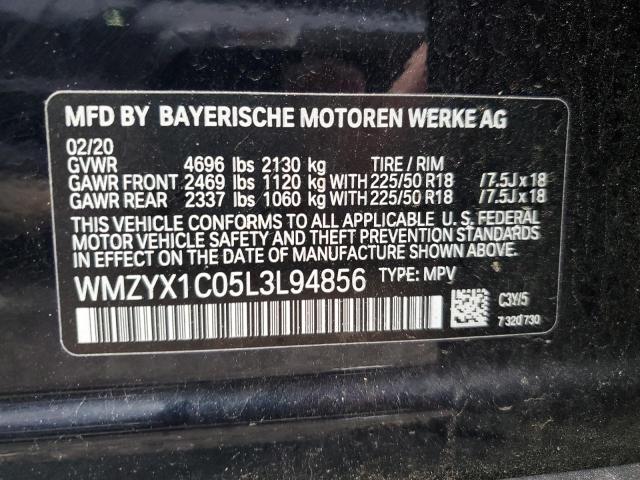 MFD BY BAYERISCHE MOTOREN WERKE AG
02/20
GVWR 4696 lbs 2130 kg TIRE / RIM
GAWR FRONT 2469 lbs 1120 kg WITH 225/50 R18 /7.5J x 18
GAWR REAR 2337 lbs 1060 kg WITH 225/50 R18 /7.5J x 18
THIS VEHICLE CONFORMS TO ALL APPLICABLE U. S. FEDERAL
MOTOR VEHICLE SAFETY AND THEFT PREVENTION STANDARDS
IN EFFECT ON THE DATE OF MANUFACTURE SHOWN ABOVE.
WMZYX1C05L3L94856 TYPE: MPV
C3Y/5
7 320 730